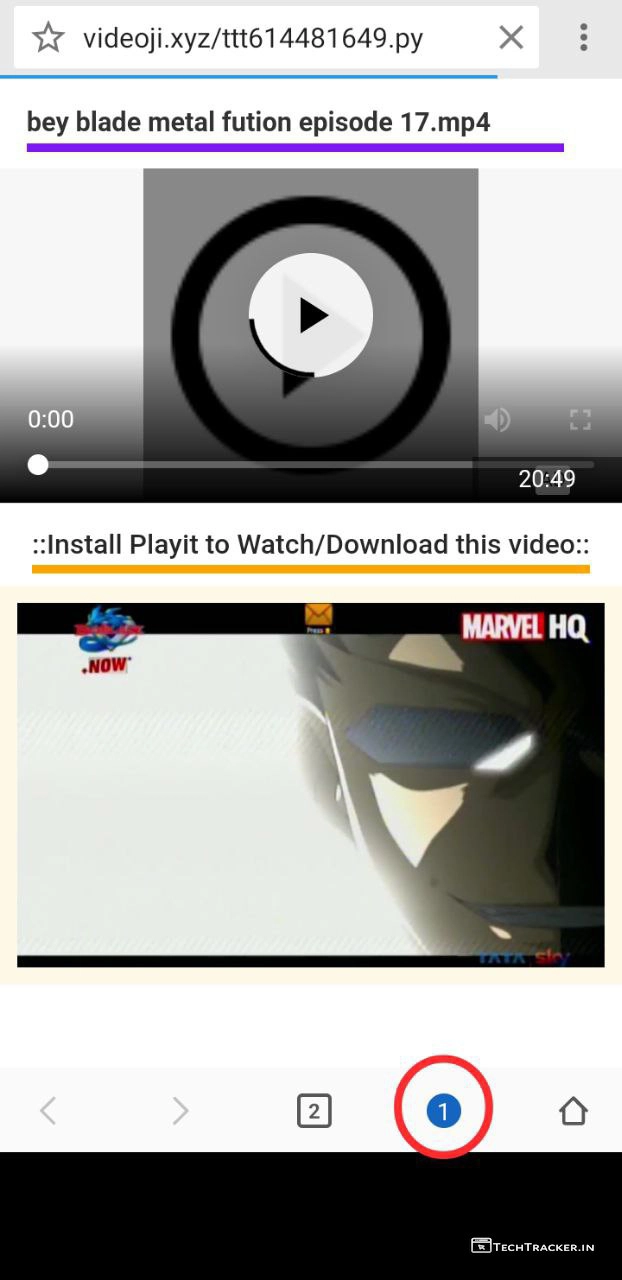 videoji.xyz/ttt614481649.py
bey blade metal fution episode 17.mp4
0:00
20:49
::Install Playit to Watch/Download this video::
MARVEL HQ
NOW
TATA sky
2
1
TECHTRACKER.IN